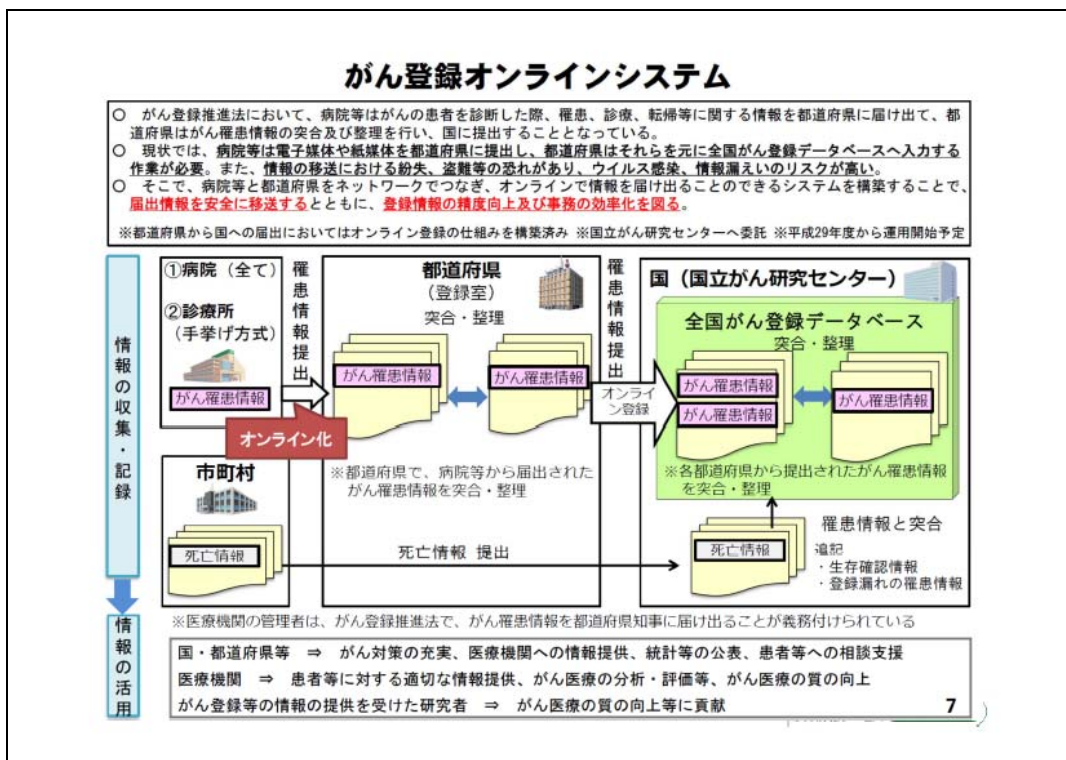 がん登録オンラインシステム
○ がん登録推進法において、病院等はがんの患者を診断した際、罹患、診療、転帰等に関する情報を都道府県に届け出て、都
道府県はがん罹患情報の突合及び整理を行い、国に提出することとなっている。
○ 現状では、病院等は電子媒体や紙媒体を都道府県に提出し、都道府県はそれらを元に全国がん登録データベースへ入力する
作業が必要。また、情報の移送における紛失、盗難等の恐れがあり、ウイルス感染、情報漏えいのリスクが高い。
○ そこで、病院等と都道府県をネットワークでつなぎ、オンラインで情報を届け出ることのできるシステムを構築することで、
届出情報を安全に移送するとともに、登録情報の精度向上及び事務の効率化を図る。
※都道府県から国への届出においてはオンライン登録の仕組みを構築済み ※国立がん研究センターへ委託 ※平成29年度から運用開始予定
情報の収集・記録
①病院（全て）
②診療所
（手挙げ方式）
がん罹患情報
罹患情報提出
オンライン化
都道府県
（登録室）
突合・整理
がん罹患情報
がん罹患情報
※都道府県で、病院等から届出された
がん罹患情報を突合・整理
罹患情報提出
オンライ
ン登録
国（国立がん研究センター）
全国がん登録データベース
突合・整理
がん罹患情報
がん罹患情報
がん罹患情報
※各都道府県から提出されたがん罹患情報
を突合・整理
市町村
死亡情報
死亡情報 提出
死亡情報
罹患情報と突合
追記
・生存確認情報
・登録漏れの罹患情報
※医療機関の管理者は、がん登録推進法で、がん罹患情報を都道府県知事に届け出ることが義務付けられている
情報の活用
国・都道府県等 ⇒ がん対策の充実、医療機関への情報提供、統計等の公表、患者等への相談支援
医療機関 ⇒ 患者等に対する適切な情報提供、がん医療の分析・評価等、がん医療の質の向上
がん登録等の情報の提供を受けた研究者 ⇒ がん医療の質の向上等に貢献
7